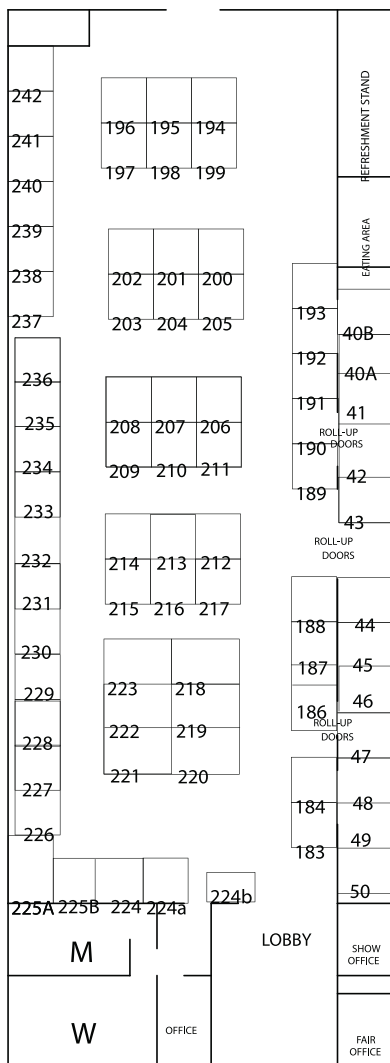 242
241
240
239
238
237
236
235
234
233
232
231
230
229
228
227
226
225A
225B
224
224a
224b
196 195 194
197 198 199
202 201 200
203 204 205
208 207 206
209 210 211
214 213 212
215 216 217
223 218
222 219
221 220
193
192
191
190
189
188
187
186
184
183
REFRESHMENT STAND
EATING AREA
40B
40A
41
ROLL-UP
DOORS
42
43
ROLL-UP
DOORS
44
45
46
ROLL-UP
DOORS
47
48
49
50
M
W
OFFICE
LOBBY
SHOW
OFFICE
FAIR
OFFICE